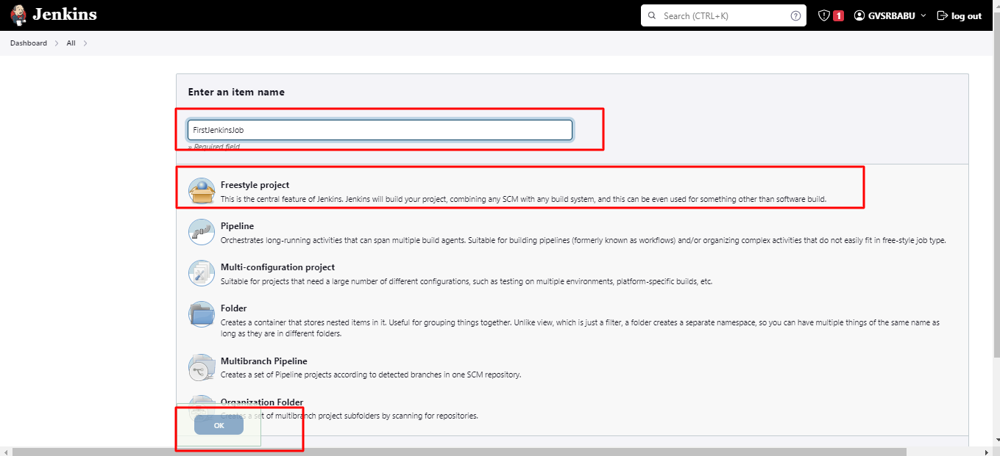 Jenkins
Search (CTRL+K)
1
GVSRBABU
log out
Dashboard
All
Enter an item name
FirstJenkinsJob
» Required field
Freestyle project
This is the central feature of Jenkins. Jenkins will build your project, combining any SCM with any build system, and this can be even used for something other than software build.
Pipeline
Orchestrates long-running activities that can span multiple build agents. Suitable for building pipelines (formerly known as workflows) and/or organizing complex activities that do not easily fit in free-style job type.
Multi-configuration project
Suitable for projects that need a large number of different configurations, such as testing on multiple environments, platform-specific builds, etc.
Folder
Creates a container that stores nested items in it. Useful for grouping things together. Unlike view, which is just a filter, a folder creates a separate namespace, so you can have multiple things of the same name as
long as they are in different folders.
Multibranch Pipeline
Creates a set of Pipeline projects according to detected branches in one SCM repository.
Organization Folder
Creates a set of multibranch project subfolders by scanning for repositories.
OK